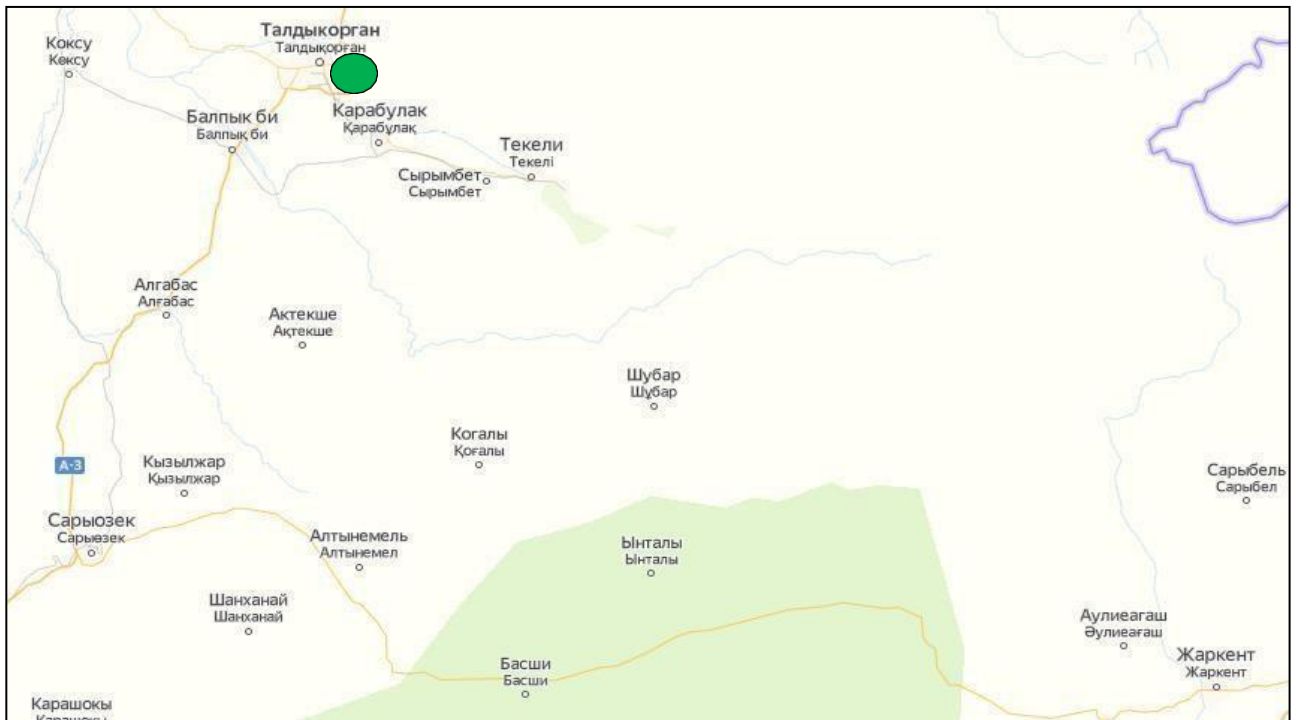 Талдыкорган
Талдықорған
Коксу
Көксу
Балпык би
Балпық би
Карабулак
Қарабұлақ
Текели
Текелі
Сырымбет
Сырымбет
Алгабас
Алғабас
Актекше
Ақтекше
Шубар
Шұбар
Когалы
Қоғалы
А-3
Кызылжар
Қызылжар
Сарыбель
Сарыбел
Сарыозек
Сарыөзек
Алтынемель
Алтынемел
Ынталы
Ынталы
Шанханай
Шанханай
Аулиеагаш
Әулиеағаш
Басши
Басши
Жаркент
Жаркент
Карашокы